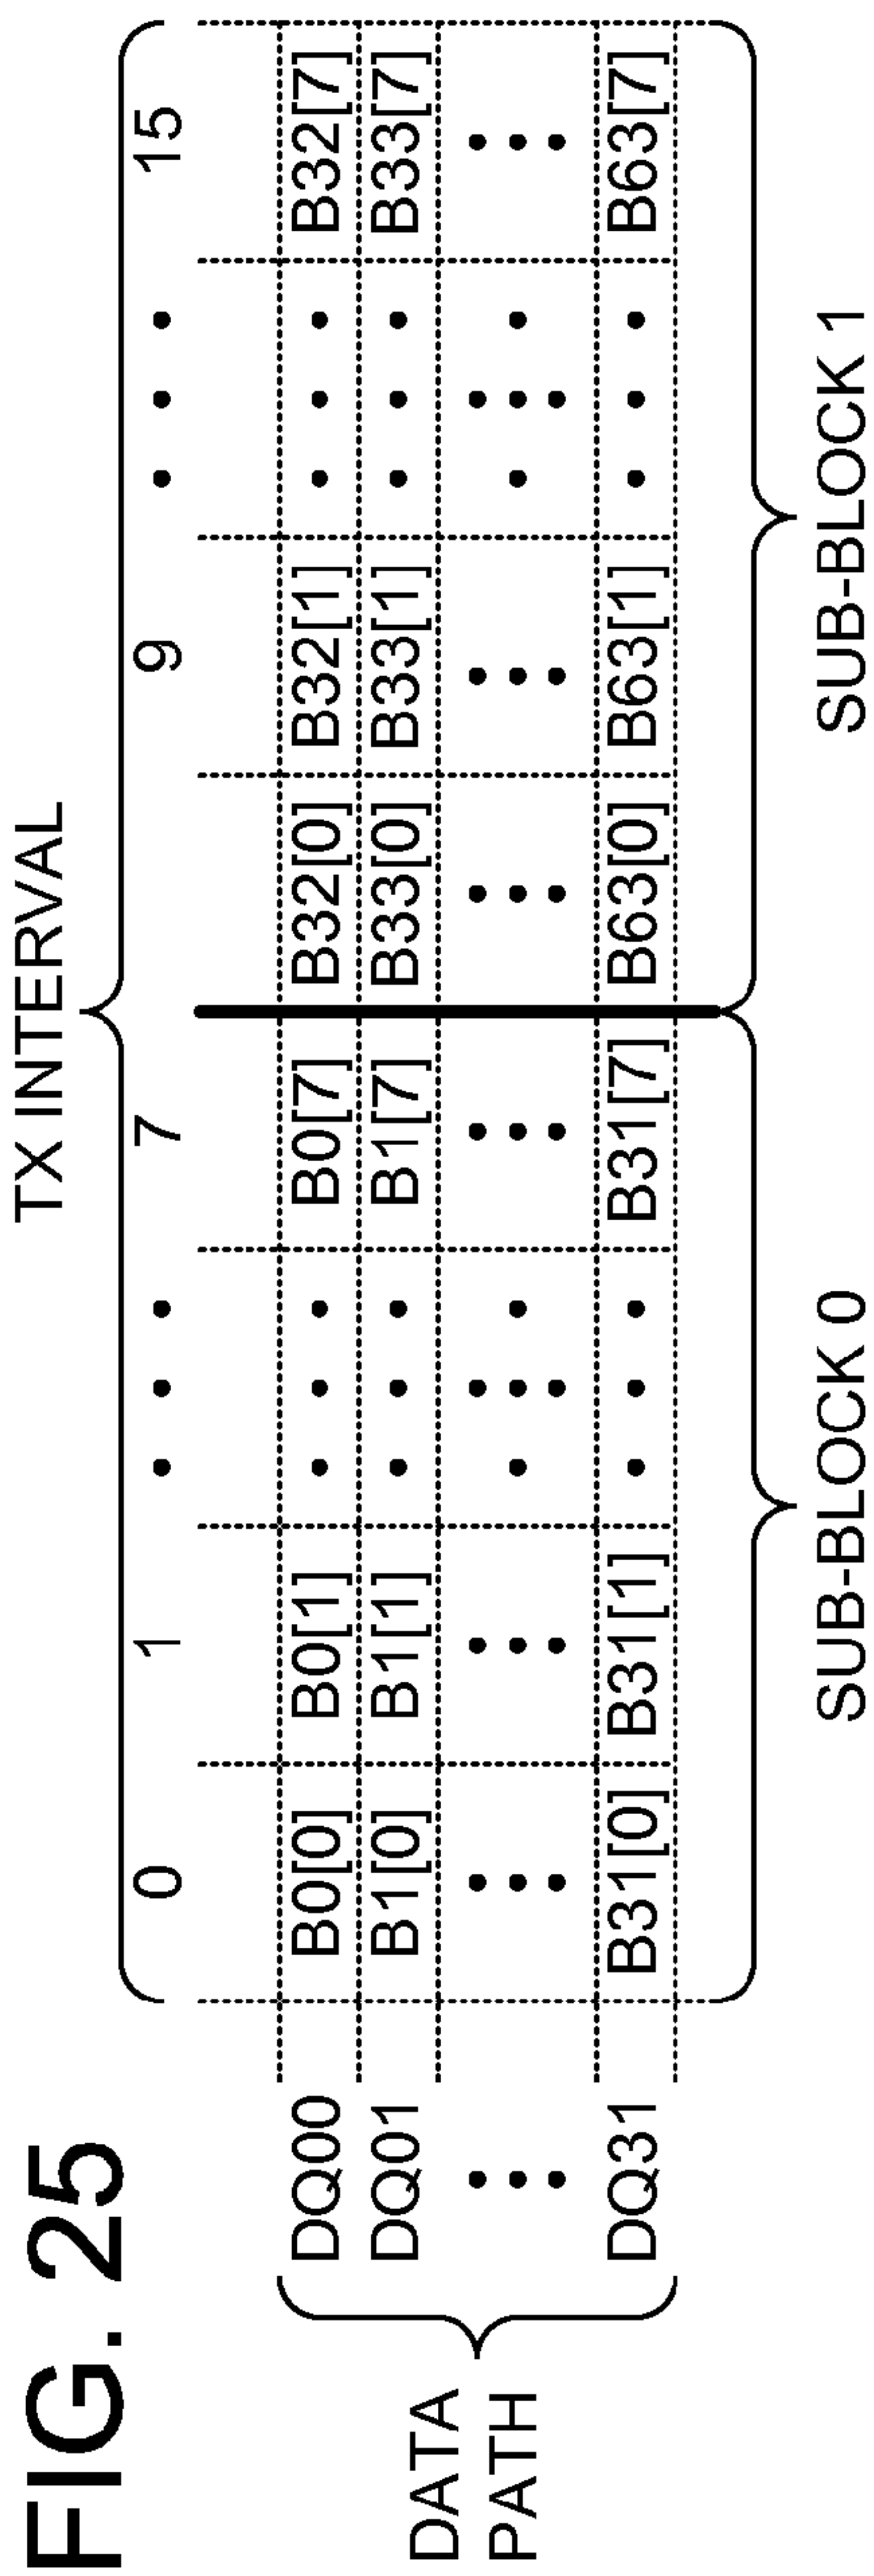 FIG. 25
TX INTERVAL
0 1 • • • 7 9 • • • 15
DATA
PATH
DQ00 B0[0] B0[1] • • • B0[7] B32[0] B32[1] • • • B32[7]
DQ01 B1[0] B1[1] • • • B1[7] B33[0] B33[1] • • • B33[7]
DQ31 B31[0] B31[1] • • • B31[7] B63[0] B63[1] • • • B63[7]
SUB-BLOCK 0 SUB-BLOCK 1